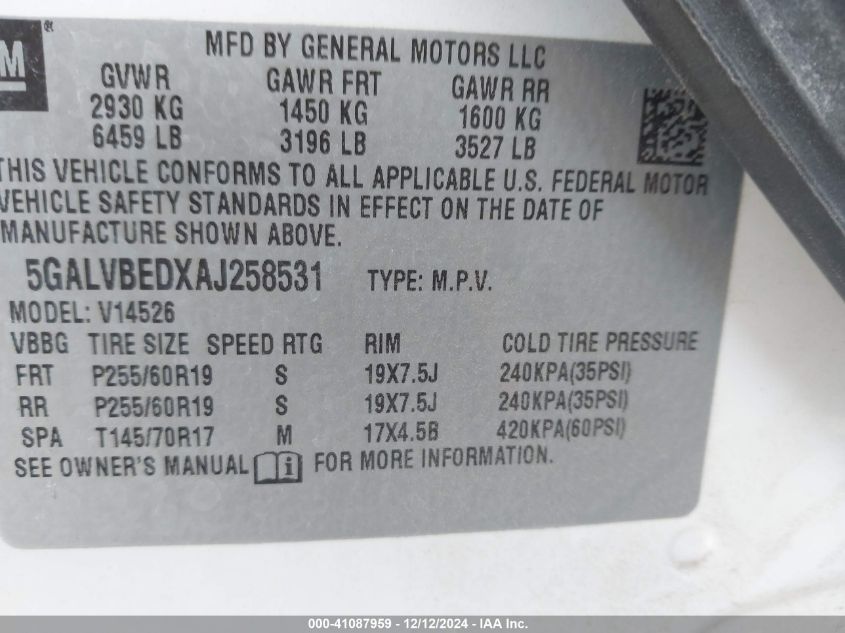 GM ®
MFD BY GENERAL MOTORS LLC
GVWR GAWR FRT GAWR RR
2930 KG 1450 KG 1600 KG
6459 LB 3196 LB 3527 LB
THIS VEHICLE CONFORMS TO ALL APPLICABLE U.S. FEDERAL MOTOR
VEHICLE SAFETY STANDARDS IN EFFECT ON THE DATE OF
MANUFACTURE SHOWN ABOVE.
5GALVBEDXAJ258531 TYPE: M.P.V.
MODEL: V14526
VBBG TIRE SIZE SPEED RTG RIM COLD TIRE PRESSURE
FRT P255/60R19 S 19X7.5J 240KPA(35PSI)
RR P255/60R19 S 19X7.5J 240KPA(35PSI)
SPA T145/70R17 M 17X4.5B 420KPA(60PSI)
SEE OWNER'S MANUAL i FOR MORE INFORMATION.
000-41087959 - 12/12/2024 - IAA Inc.